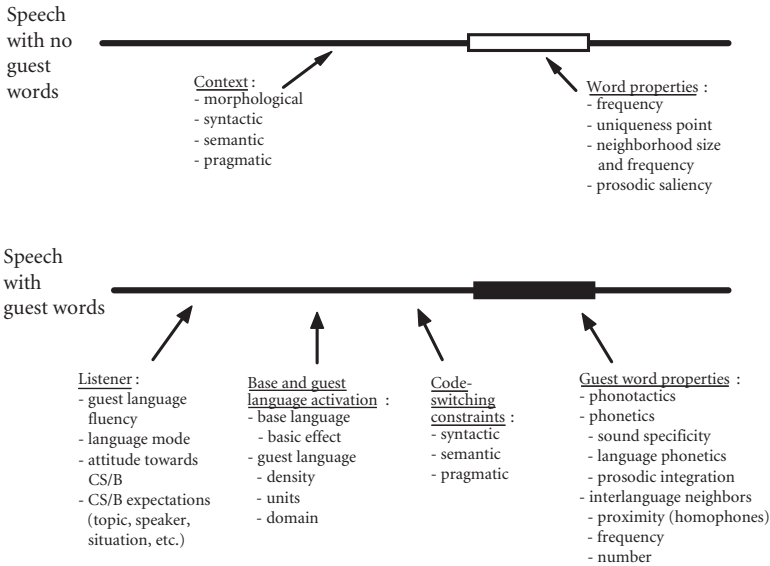 Speech
with no
guest
words
Context :
- morphological
- syntactic
- semantic
- pragmatic
Word properties :
- frequency
- uniqueness point
- neighborhood size
and frequency
- prosodic saliency
Speech
with
guest words
Listener :
- guest language
fluency
- language mode
- attitude towards
CS/B
- CS/B expectations
(topic, speaker,
situation, etc.)
Base and guest
language activation :
- base language
- basic effect
- guest language
- density
- units
- domain
Code-
switching
constraints :
- syntactic
- semantic
- pragmatic
Guest word properties :
- phonotactics
- phonetics
- sound specificity
- language phonetics
- prosodic integration
- interlanguage neighbors
- proximity (homophones)
- frequency
- number